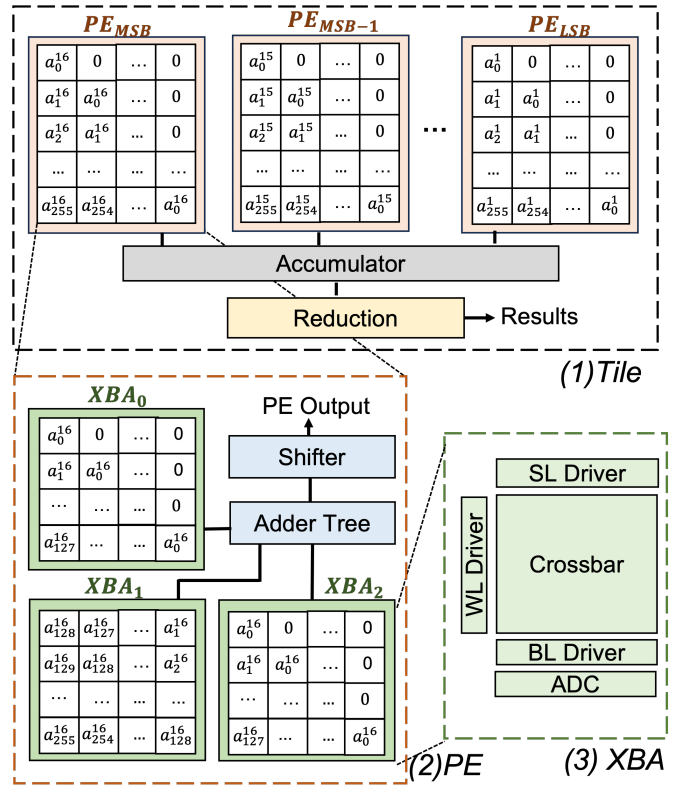 PE_MSB PE_MSB−1 PE_LSB
a_0^16 0 ... 0 a_0^15 0 ... 0 a_0^1 0 ... 0
a_1^16 a_0^16 ... 0 a_1^15 a_0^15 ... 0 a_1^1 a_0^1 ... 0
a_2^16 a_1^16 ... 0 a_2^15 a_1^15 ... 0 ... a_2^1 a_1^1 ... 0
... ... ... ... ... ... ... ... ... ... ... ...
a_255^16 a_254^16 ... a_0^16 a_255^15 a_254^15 ... a_0^15 a_255^1 a_254^1 ... a_0^1
Accumulator
Reduction Results
(1)Tile
XBA_0
a_0^16 0 ... 0
a_1^16 a_0^16 ... 0
... ... ... 0
a_127^16 ... ... a_0^16
PE Output
Shifter
Adder Tree
XBA_1
a_128^16 a_127^16 ... a_1^16
a_129^16 a_128^16 ... a_2^16
... ... ... ...
a_255^16 a_254^16 ... a_128^16
XBA_2
a_0^16 0 ... 0
a_1^16 a_0^16 ... 0
... ... ... 0
a_127^16 ... ... a_0^16
(2)PE
SL Driver
WL Driver
Crossbar
BL Driver
ADC
(3) XBA